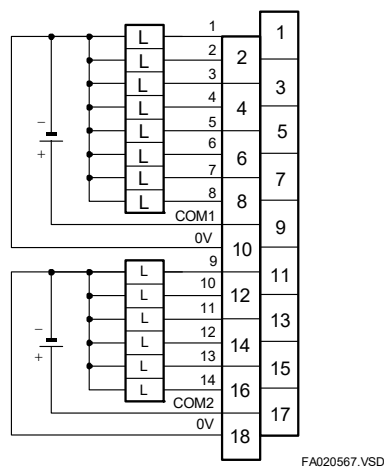 1
L 1
2
L 2
3
L 3
4
L 4
5
L 5
6
L 6
7
L 7
8
L 8
−
+
COM1
9
0V
10
L 9
11
L 10
12
L 11
13
L 12
14
L 13
15
L 14
16
−
+
COM2
17
0V
18
FA020567.VSD